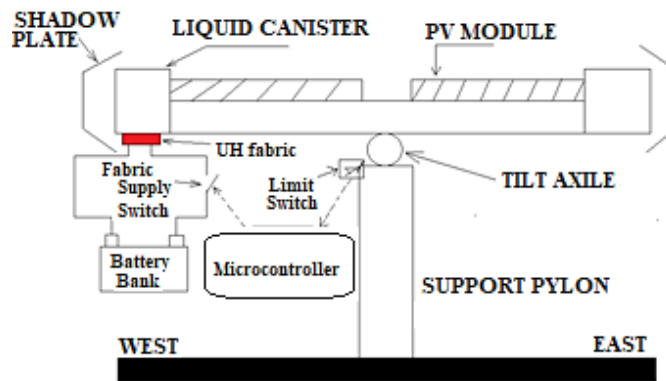 SHADOW
PLATE
LIQUID CANISTER
PV MODULE
UH fabric
Fabric
Supply
Switch
Limit
Switch
TILT AXILE
Battery
Bank
Microcontroller
SUPPORT PYLON
WEST
EAST